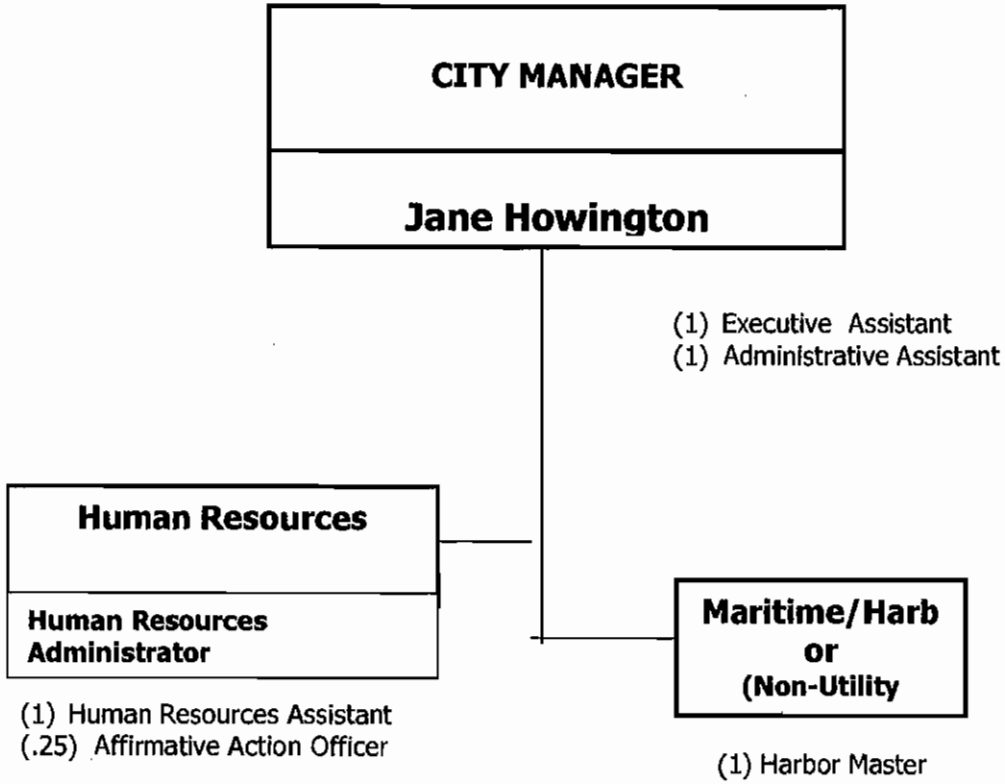 CITY MANAGER
Jane Howington
(1) Executive Assistant
(1) Administrative Assistant
Human Resources
Human Resources
Administrator
(1) Human Resources Assistant
(.25) Affirmative Action Officer
Maritime/Harb
or
(Non-Utility
(1) Harbor Master